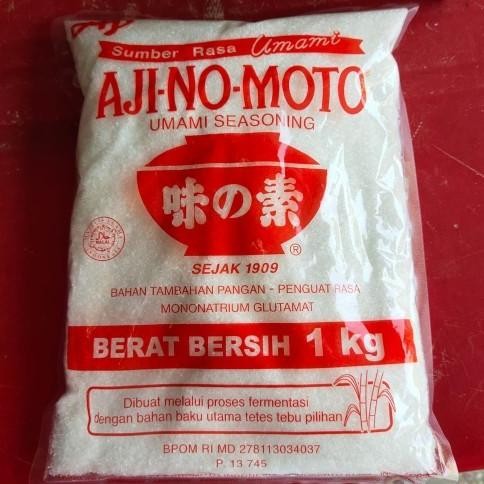 Sumber Rasa Umami
AJI-NO-MOTO
UMAMI SEASONING
味の素
®
SEJAK 1909
BAHAN TAMBAHAN PANGAN - PENGUAT RASA
MONONATRIUM GLUTAMAT
BERAT BERSIH 1 kg
Dibuat melalui proses fermentasi
dengan bahan baku utama tetes tebu pilihan
BPOM RI MD 278113034037
P. 13 745